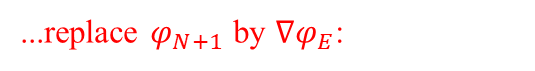 ...replace φ_{N+1} by ∇φ_E: